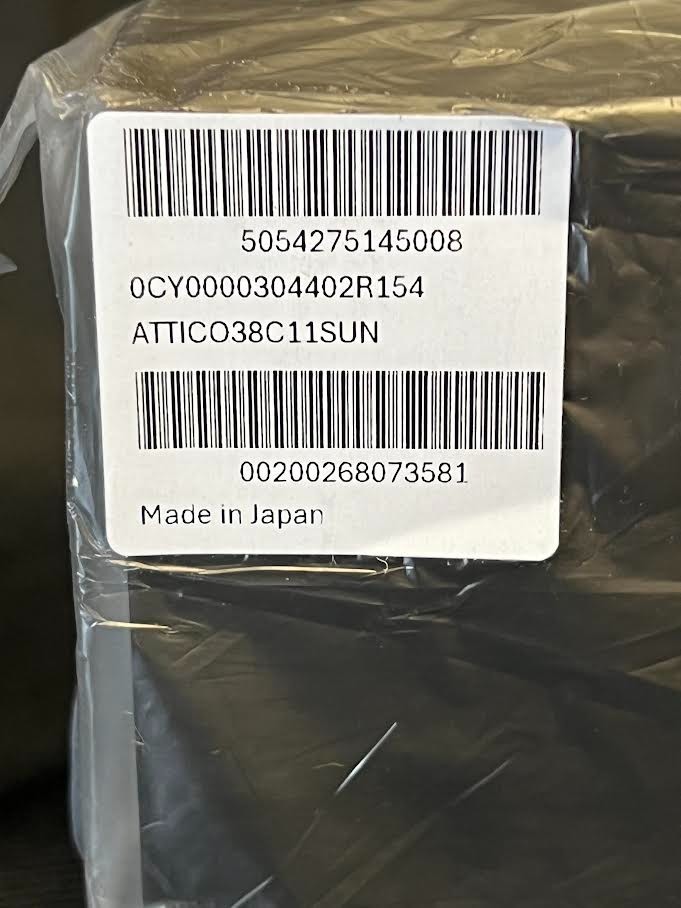 5054275145008
0CY0000304402R154
ATTICO38C11SUN
00200268073581
Made in Japan